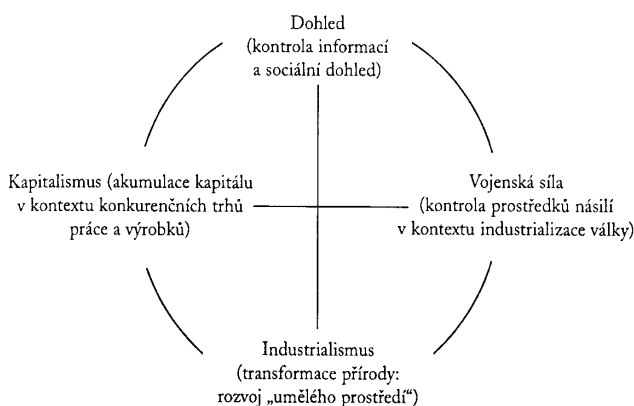 Dohled
(kontrola informací
a sociální dohled)
Kapitalismus (akumulace kapitálu
v kontextu konkurenčních trhů
práce a výrobků)
Vojenská síla
(kontrola prostředků násilí
v kontextu industrializace války)
Industrialismus
(transformace přírody:
rozvoj „umělého prostředí“)